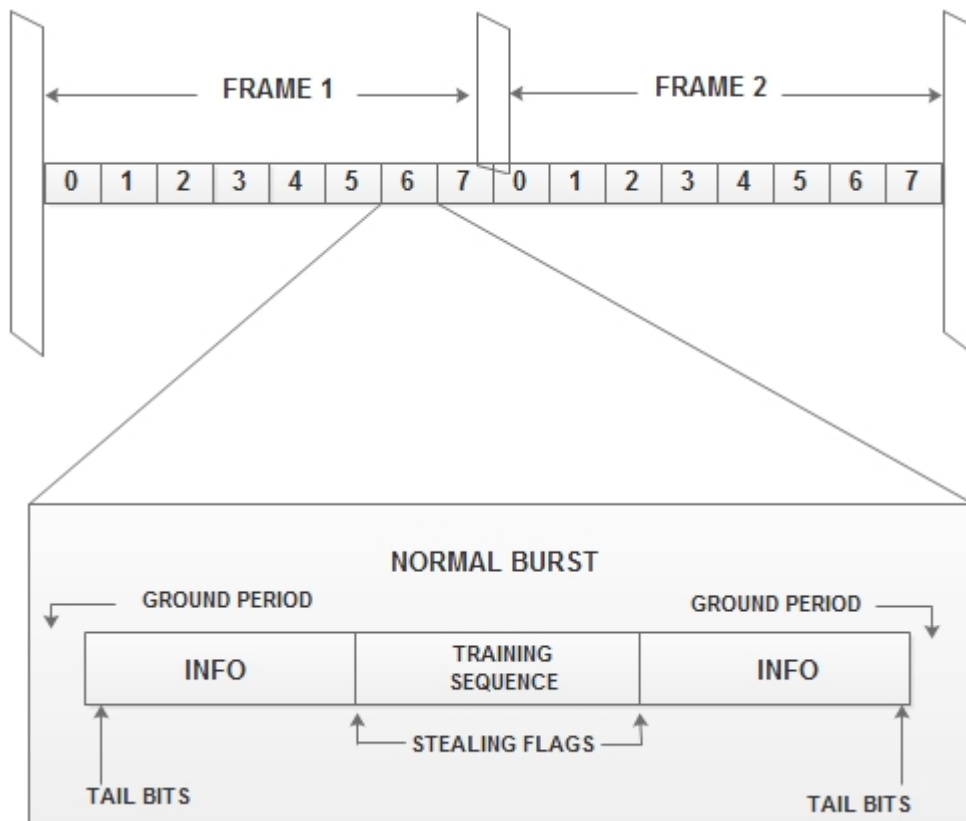 FRAME 1
FRAME 2
0 1 2 3 4 5 6 7 0 1 2 3 4 5 6 7
NORMAL BURST
GROUND PERIOD
GROUND PERIOD
INFO
TRAINING
SEQUENCE
INFO
STEALING FLAGS
TAIL BITS
TAIL BITS